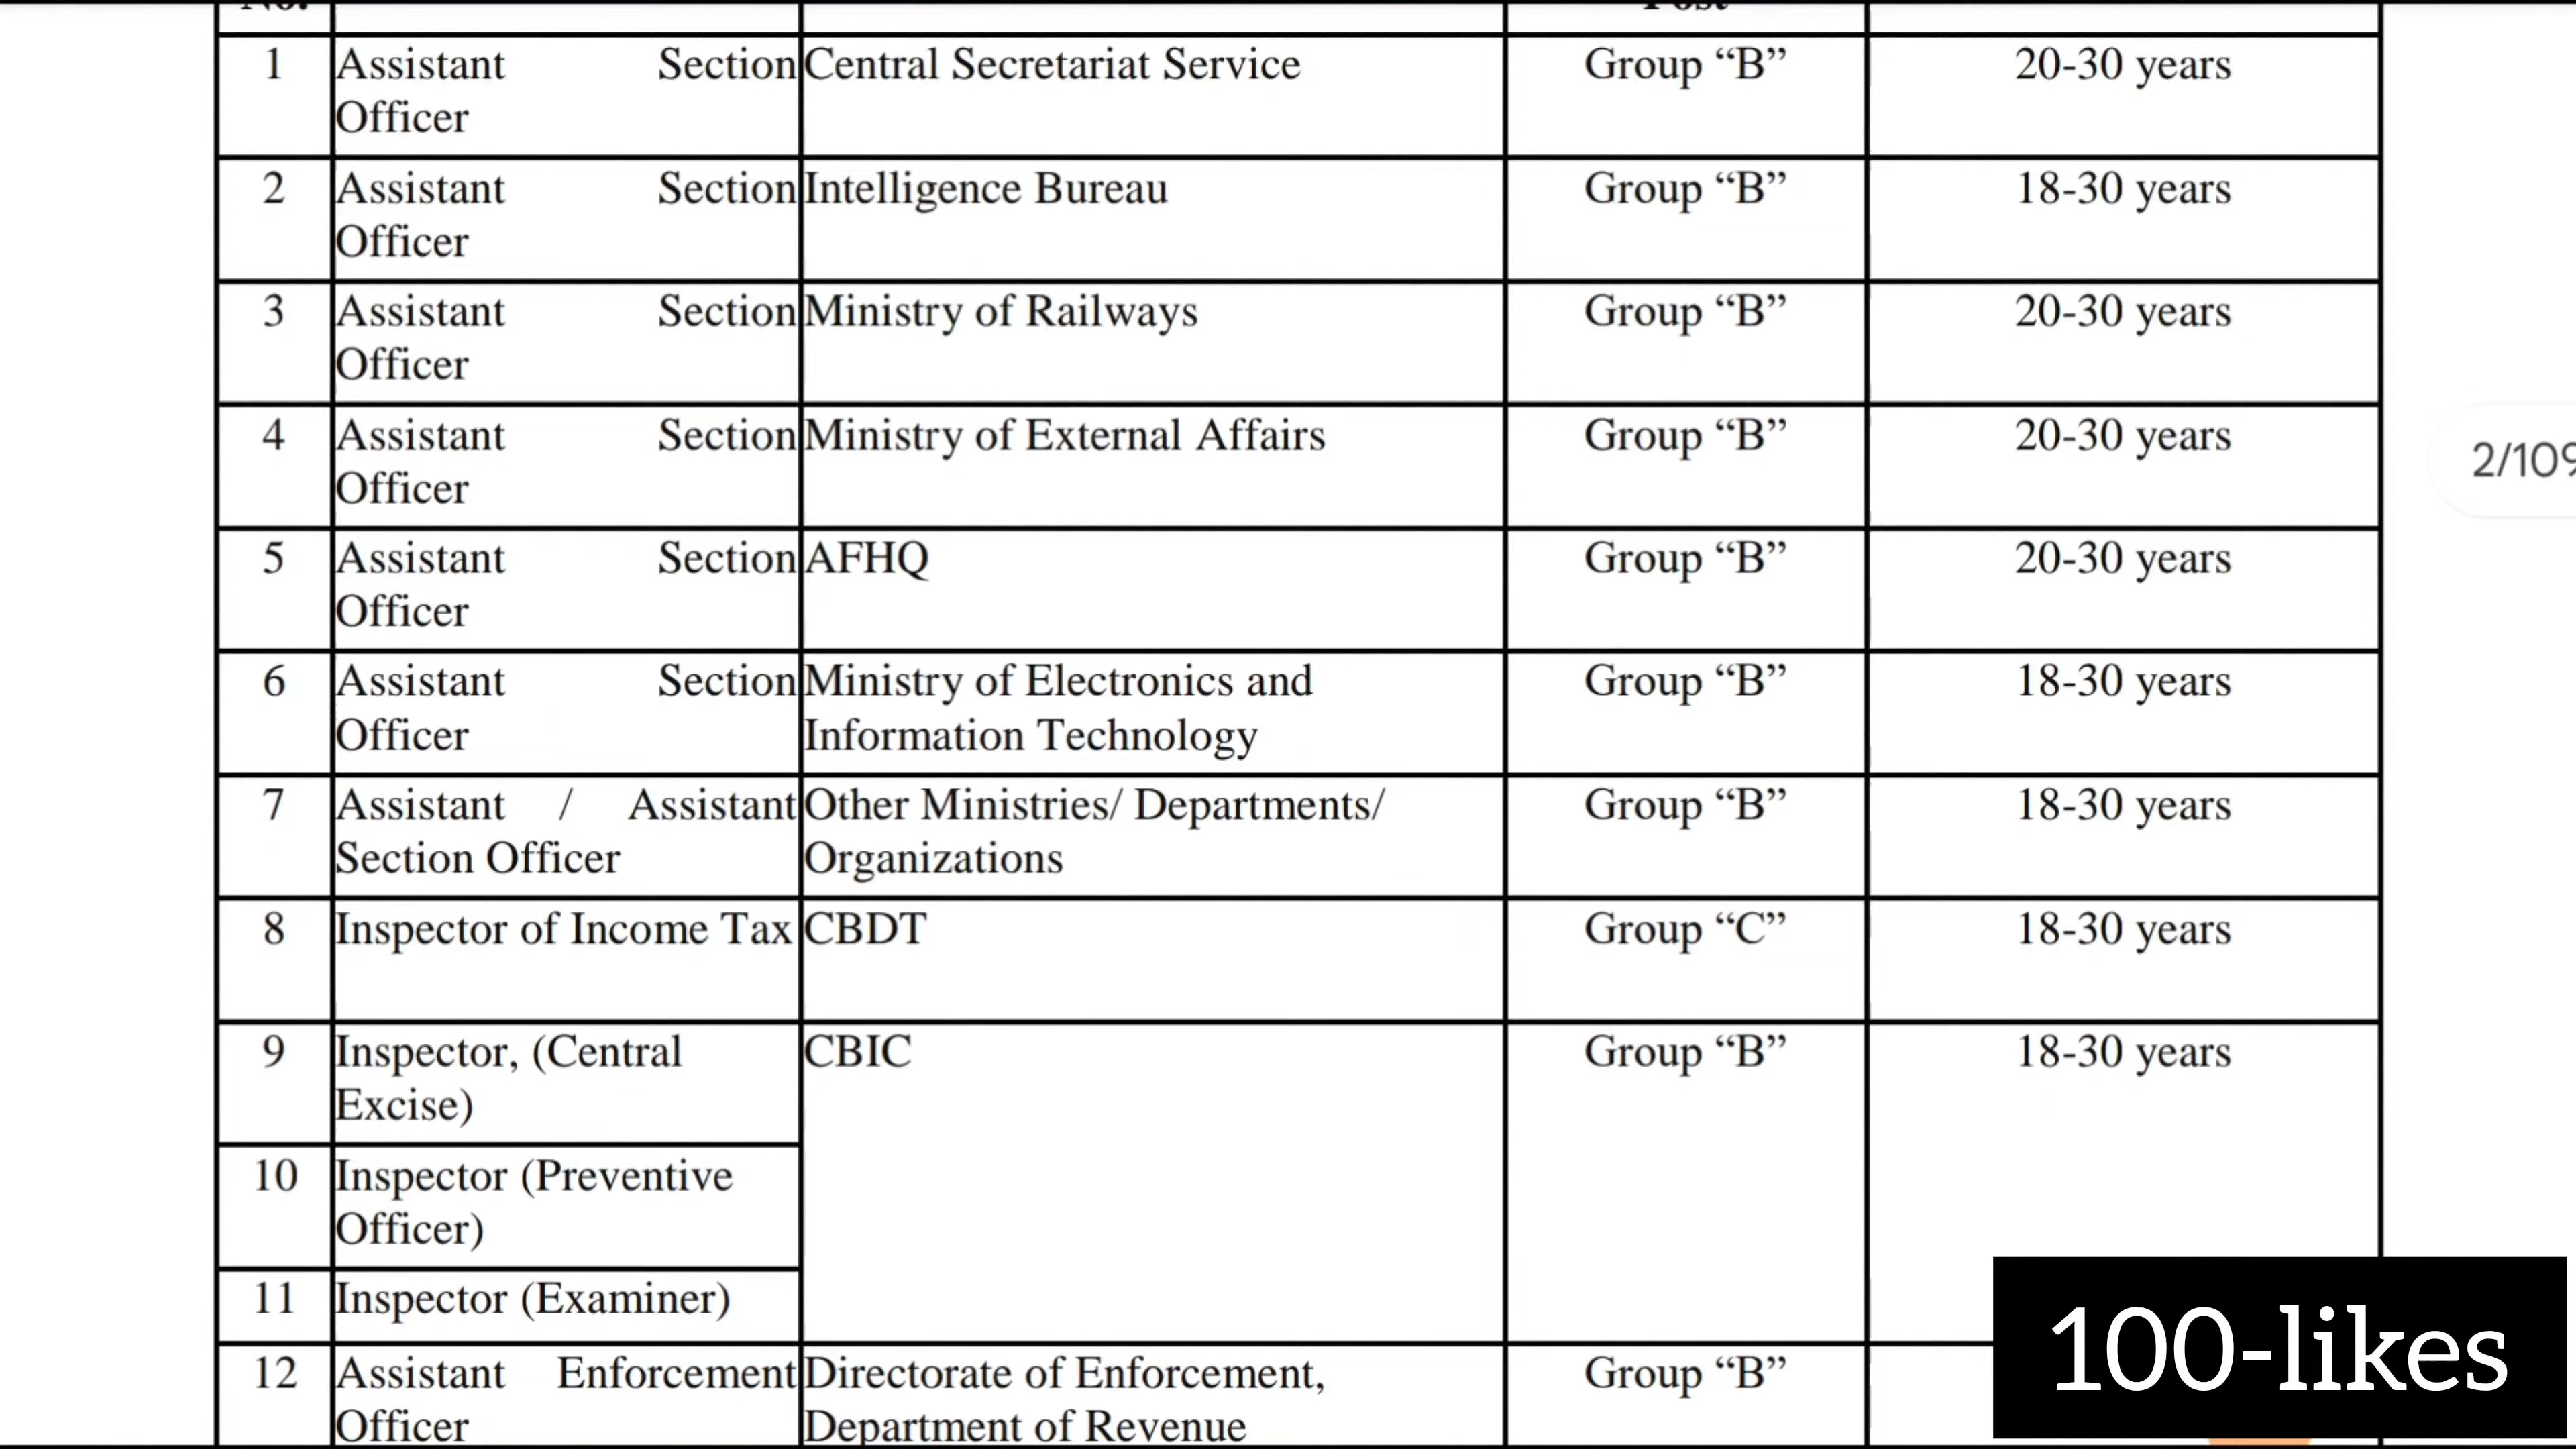 No.
Post
1 Assistant Section Central Secretariat Service Group “B” 20-30 years
Officer
2 Assistant Section Intelligence Bureau Group “B” 18-30 years
Officer
3 Assistant Section Ministry of Railways Group “B” 20-30 years
Officer
4 Assistant Section Ministry of External Affairs Group “B” 20-30 years
Officer
2/109
5 Assistant Section AFHQ Group “B” 20-30 years
Officer
6 Assistant Section Ministry of Electronics and Group “B” 18-30 years
Officer Information Technology
7 Assistant / Assistant Other Ministries/ Departments/ Group “B” 18-30 years
Section Officer Organizations
8 Inspector of Income Tax CBDT Group “C” 18-30 years
9 Inspector, (Central CBIC Group “B” 18-30 years
Excise)
10 Inspector (Preventive
Officer)
11 Inspector (Examiner)
12 Assistant Enforcement Directorate of Enforcement, Group “B”
Officer Department of Revenue
100-likes